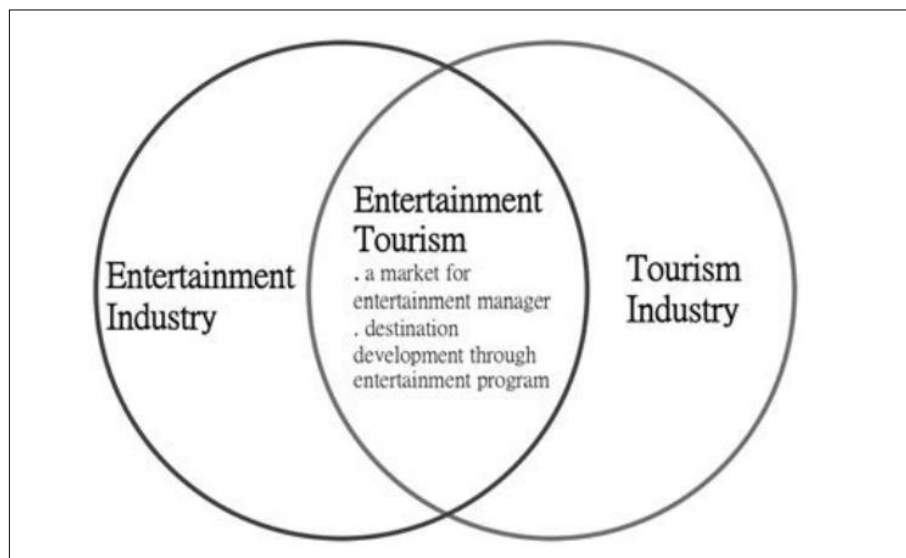 Entertainment
Industry
Entertainment
Tourism
. a market for
entertainment manager
. destination
development through
entertainment program
Tourism
Industry